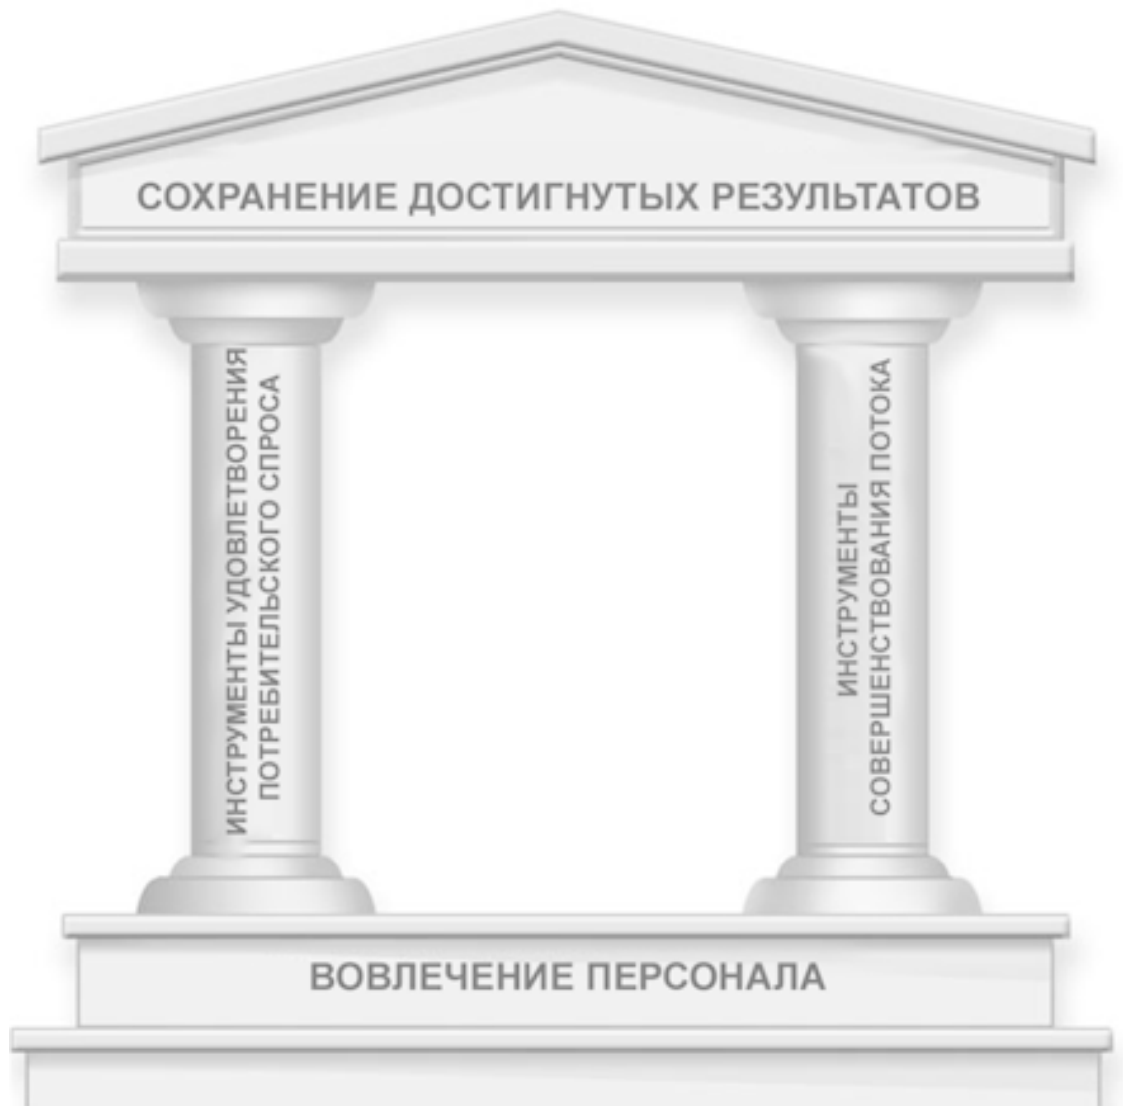 СОХРАНЕНИЕ ДОСТИГНУТЫХ РЕЗУЛЬТАТОВ
ИНСТРУМЕНТЫ УДОВЛЕТВОРЕНИЯ
ПОТРЕБИТЕЛЬСКОГО СПРОСА
ИНСТРУМЕНТЫ
СОВЕРШЕНСТВОВАНИЯ ПОТОКА
ВОВЛЕЧЕНИЕ ПЕРСОНАЛА